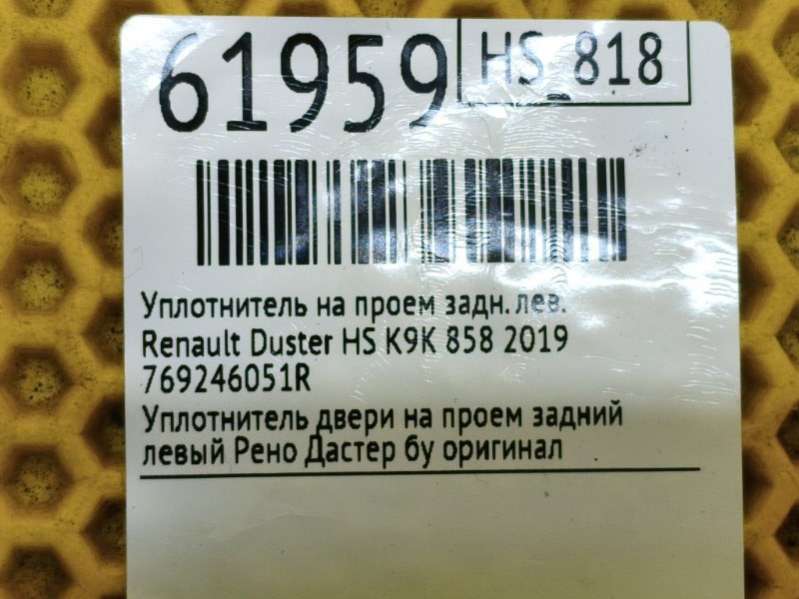 61959 HS_818
Уплотнитель на проем задн. лев.
Renault Duster HS K9K 858 2019
769246051R
Уплотнитель двери на проем задний
левый Рено Дастер бу оригинал